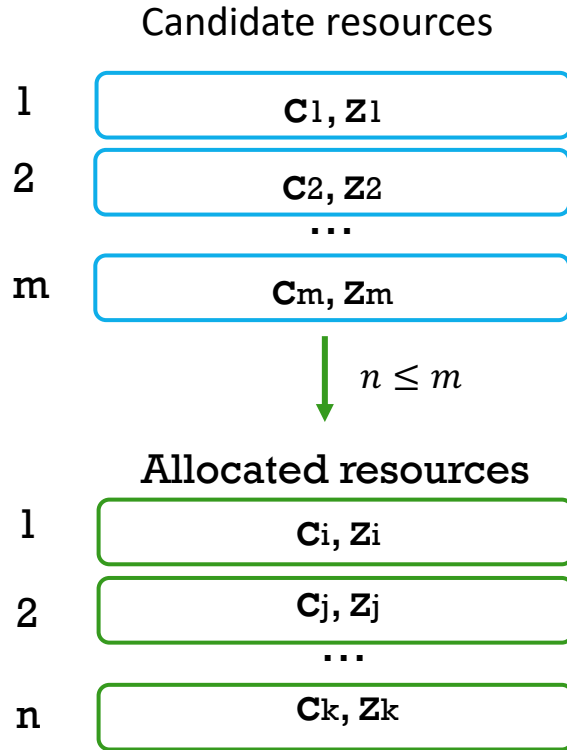 Candidate resources
1 C1, Z1
2 C2, Z2
...
m Cm, Zm
n ≤ m
Allocated resources
1 Ci, Zi
2 Cj, Zj
...
n Ck, Zk